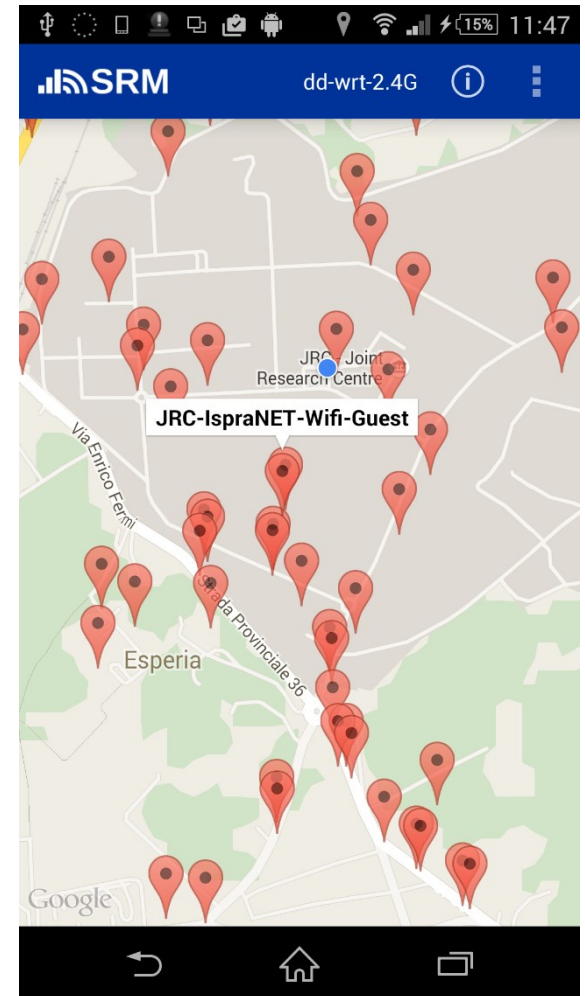 15% 11:47
SRM dd-wrt-2.4G
JRC - Joint
Research Centre
JRC-IspraNET-Wifi-Guest
Via Enrico Fermi
Strada Provinciale 36
Esperia
Google